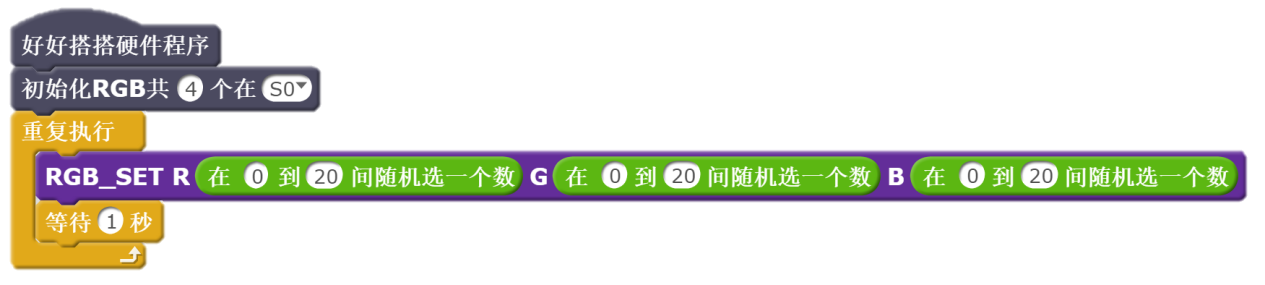 好好搭搭硬件程序
初始化RGB共 4 个在 S0
重复执行
RGB_SET R 在 0 到 20 间随机选一个数 G 在 0 到 20 间随机选一个数 B 在 0 到 20 间随机选一个数
等待 1 秒